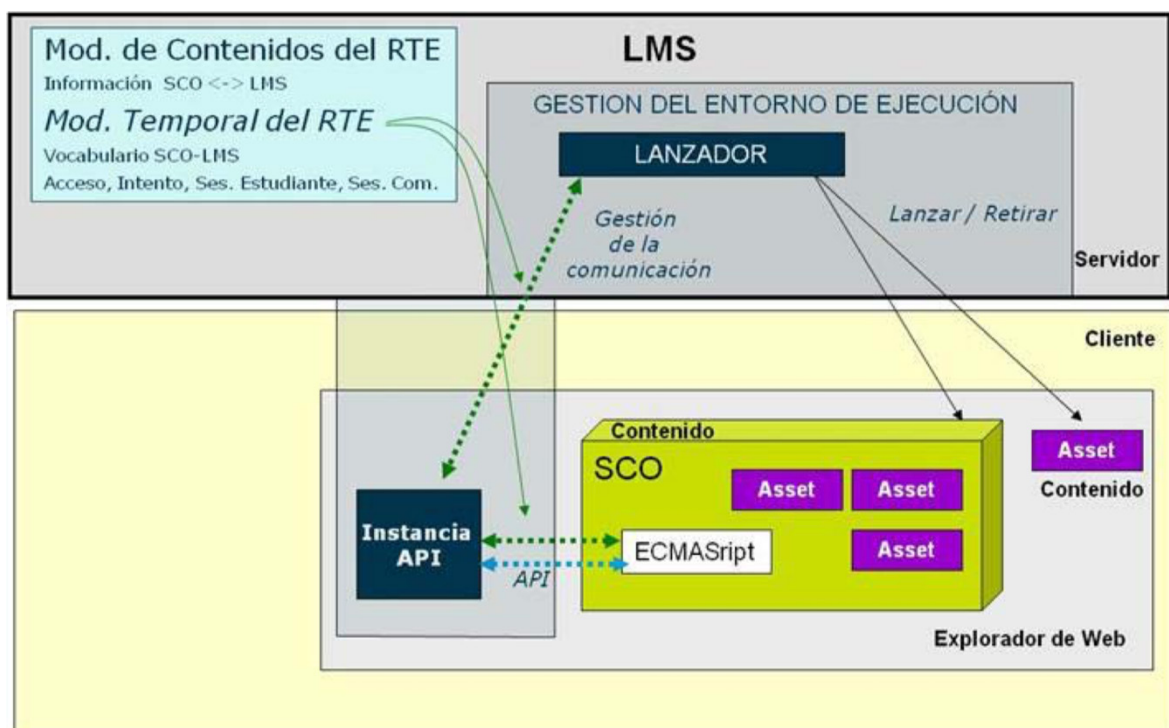 Mod. de Contenidos del RTE
Información SCO <-> LMS
Mod. Temporal del RTE
Vocabulario SCO-LMS
Acceso, Intento, Ses. Estudiante, Ses. Com.
LMS
GESTION DEL ENTORNO DE EJECUCIÓN
LANZADOR
Gestión
de la
comunicación
Lanzar / Retirar
Servidor
Cliente
Contenido
SCO
Asset
Asset
Asset
Asset
Contenido
Instancia
API
API
ECMASript
Explorador de Web